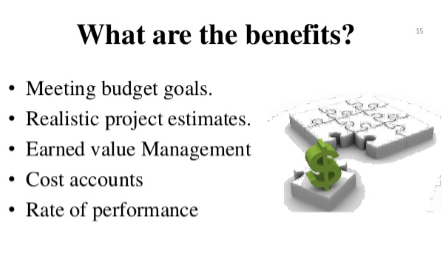 What are the benefits?
15
• Meeting budget goals.
• Realistic project estimates.
• Earned value Management
• Cost accounts
• Rate of performance
$